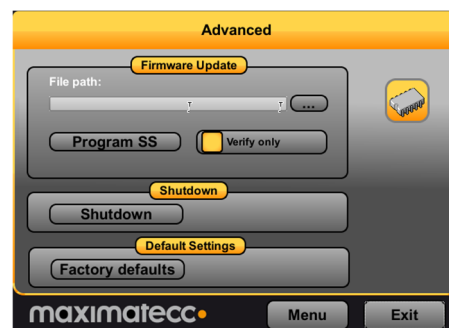 Advanced
Firmware Update
File path:
...
Program SS
Verify only
Shutdown
Shutdown
Default Settings
Factory defaults
maximatecc
Menu
Exit